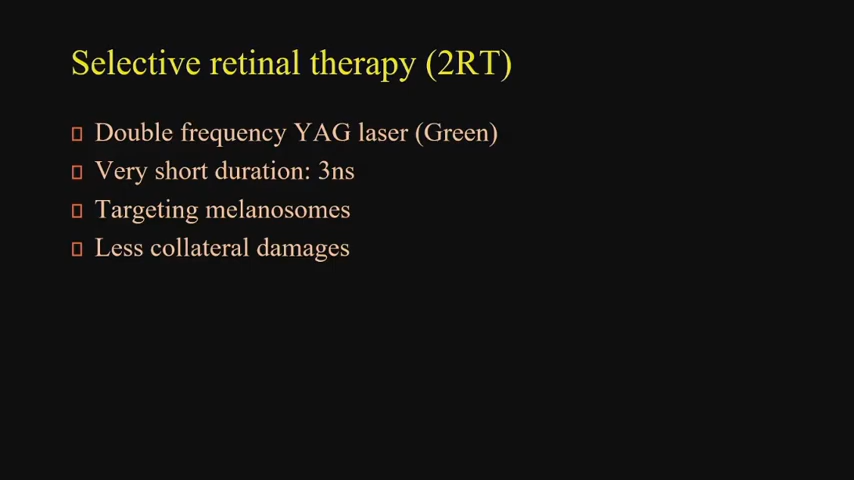 Selective retinal therapy (2RT)
Double frequency YAG laser (Green)
Very short duration: 3ns
Targeting melanosomes
Less collateral damages